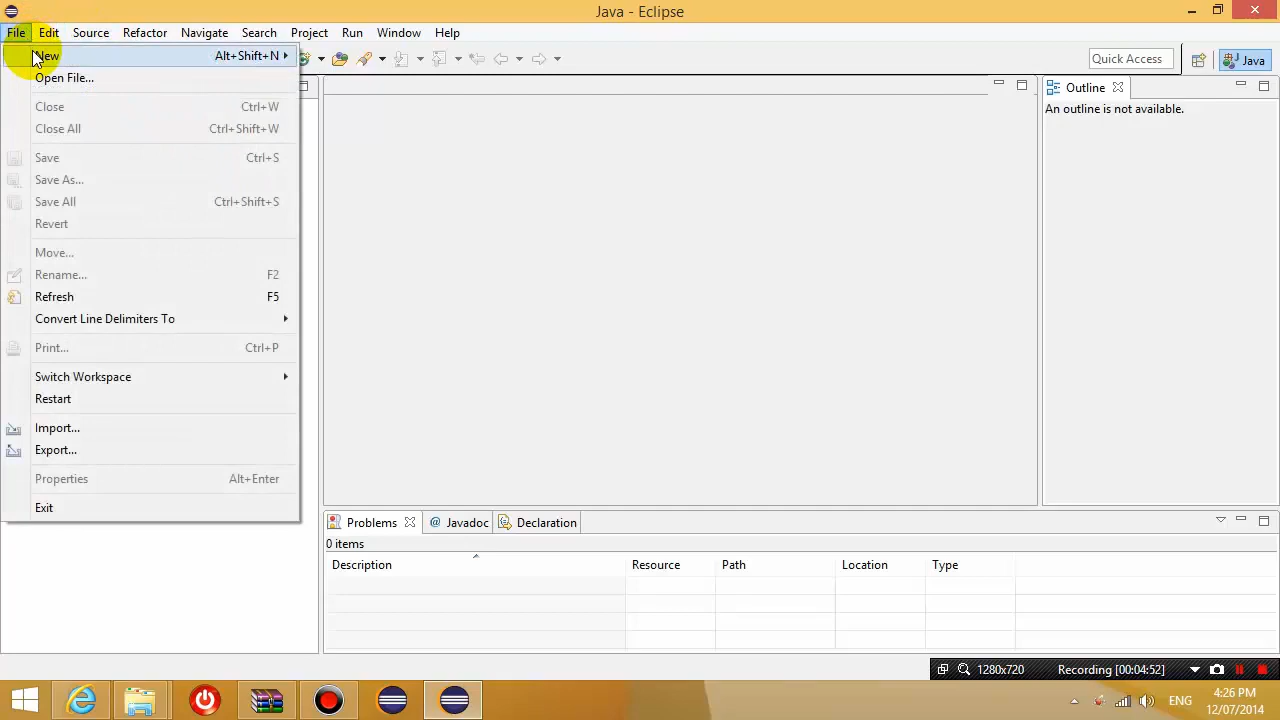 Java - Eclipse
File Edit Source Refactor Navigate Search Project Run Window Help
New Alt+Shift+N
Open File...
Close Ctrl+W
Close All Ctrl+Shift+W
Save Ctrl+S
Save As...
Save All Ctrl+Shift+S
Revert
Move...
Rename... F2
Refresh F5
Convert Line Delimiters To
Print... Ctrl+P
Switch Workspace
Restart
Import...
Export...
Properties Alt+Enter
Exit
Quick Access
Java
Outline
An outline is not available.
Problems @ Javadoc Declaration
0 items
Description Resource Path Location Type
1280x720 Recording [00:04:52]
ENG
4:26 PM
12/07/2014